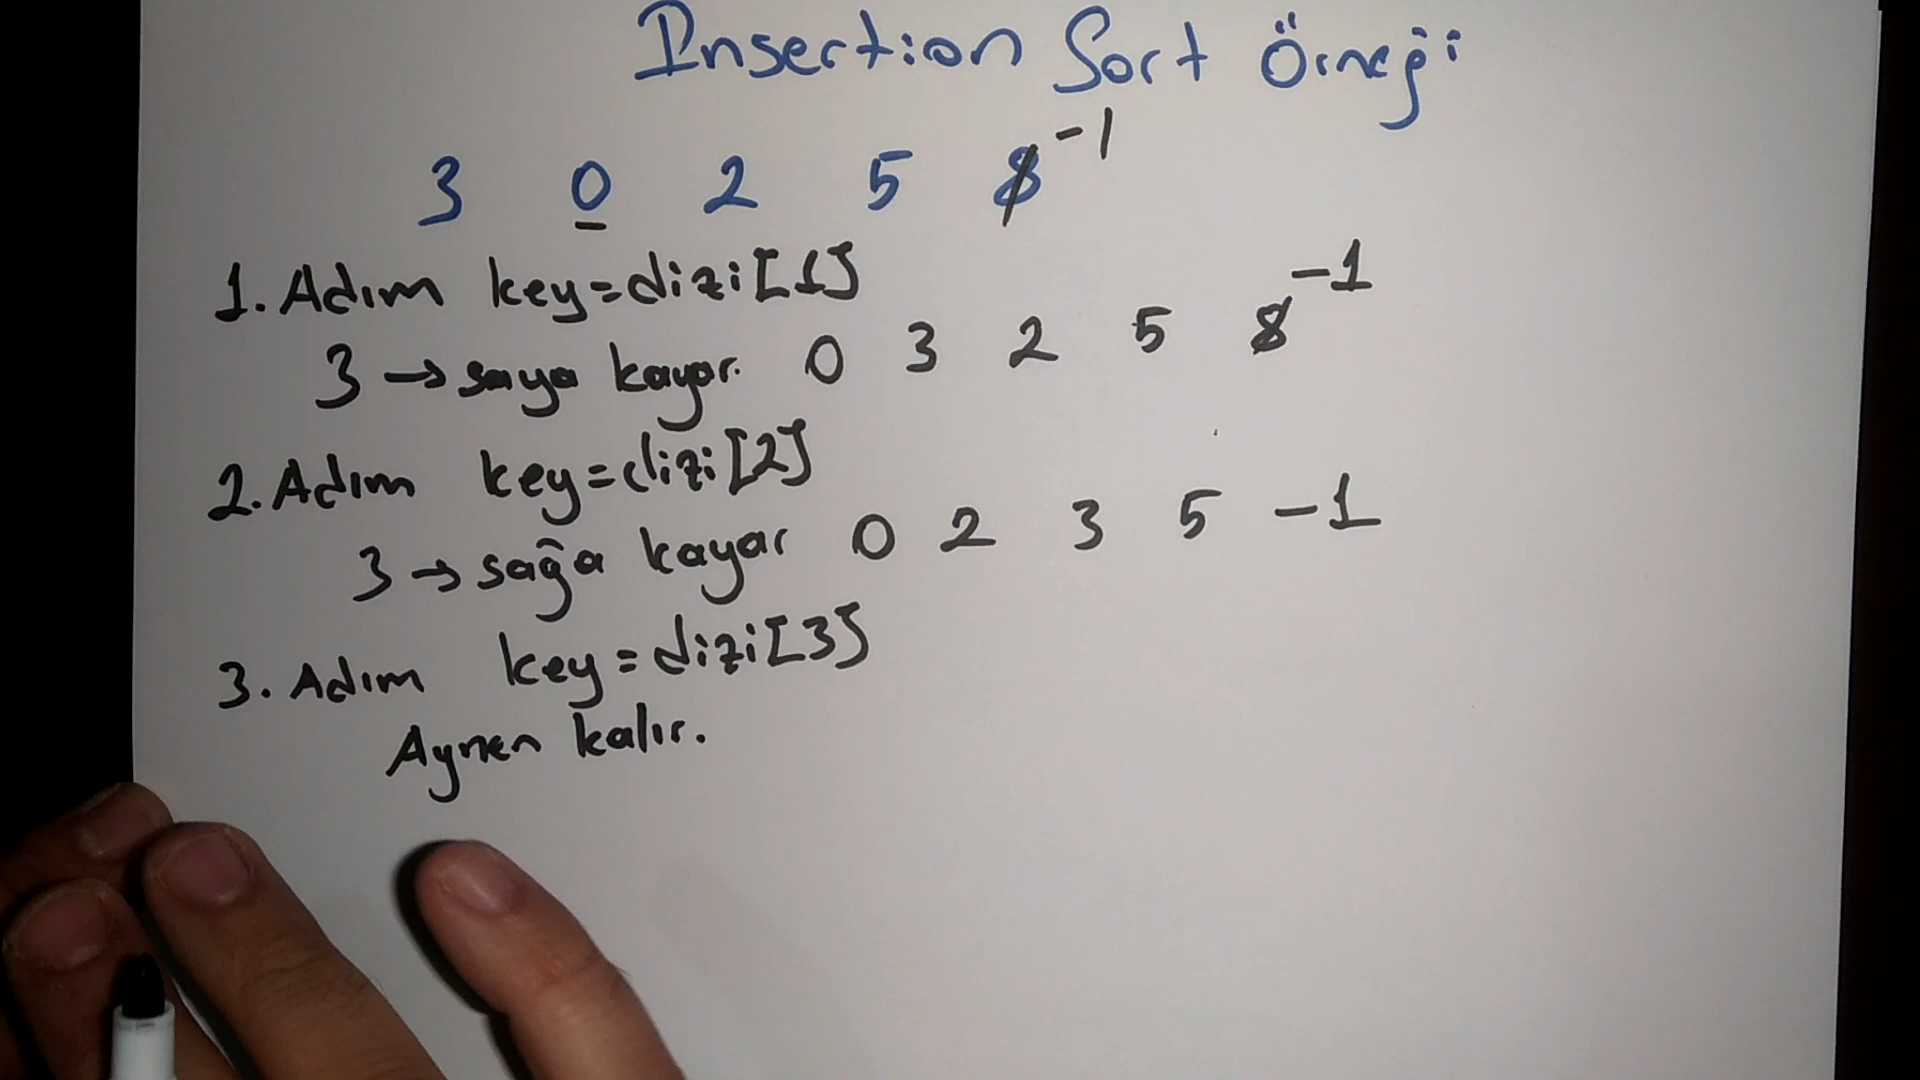 Insertion Sort Örneği
3 0 2 5 8 -1
1. Adım key=dizi[1]
3 → saya kayar. 0 3 2 5 8 -1
2. Adım key=dizi[2]
3 → sağa kayar 0 2 3 5 -1
3. Adım key=dizi[3]
Aynen kalır.